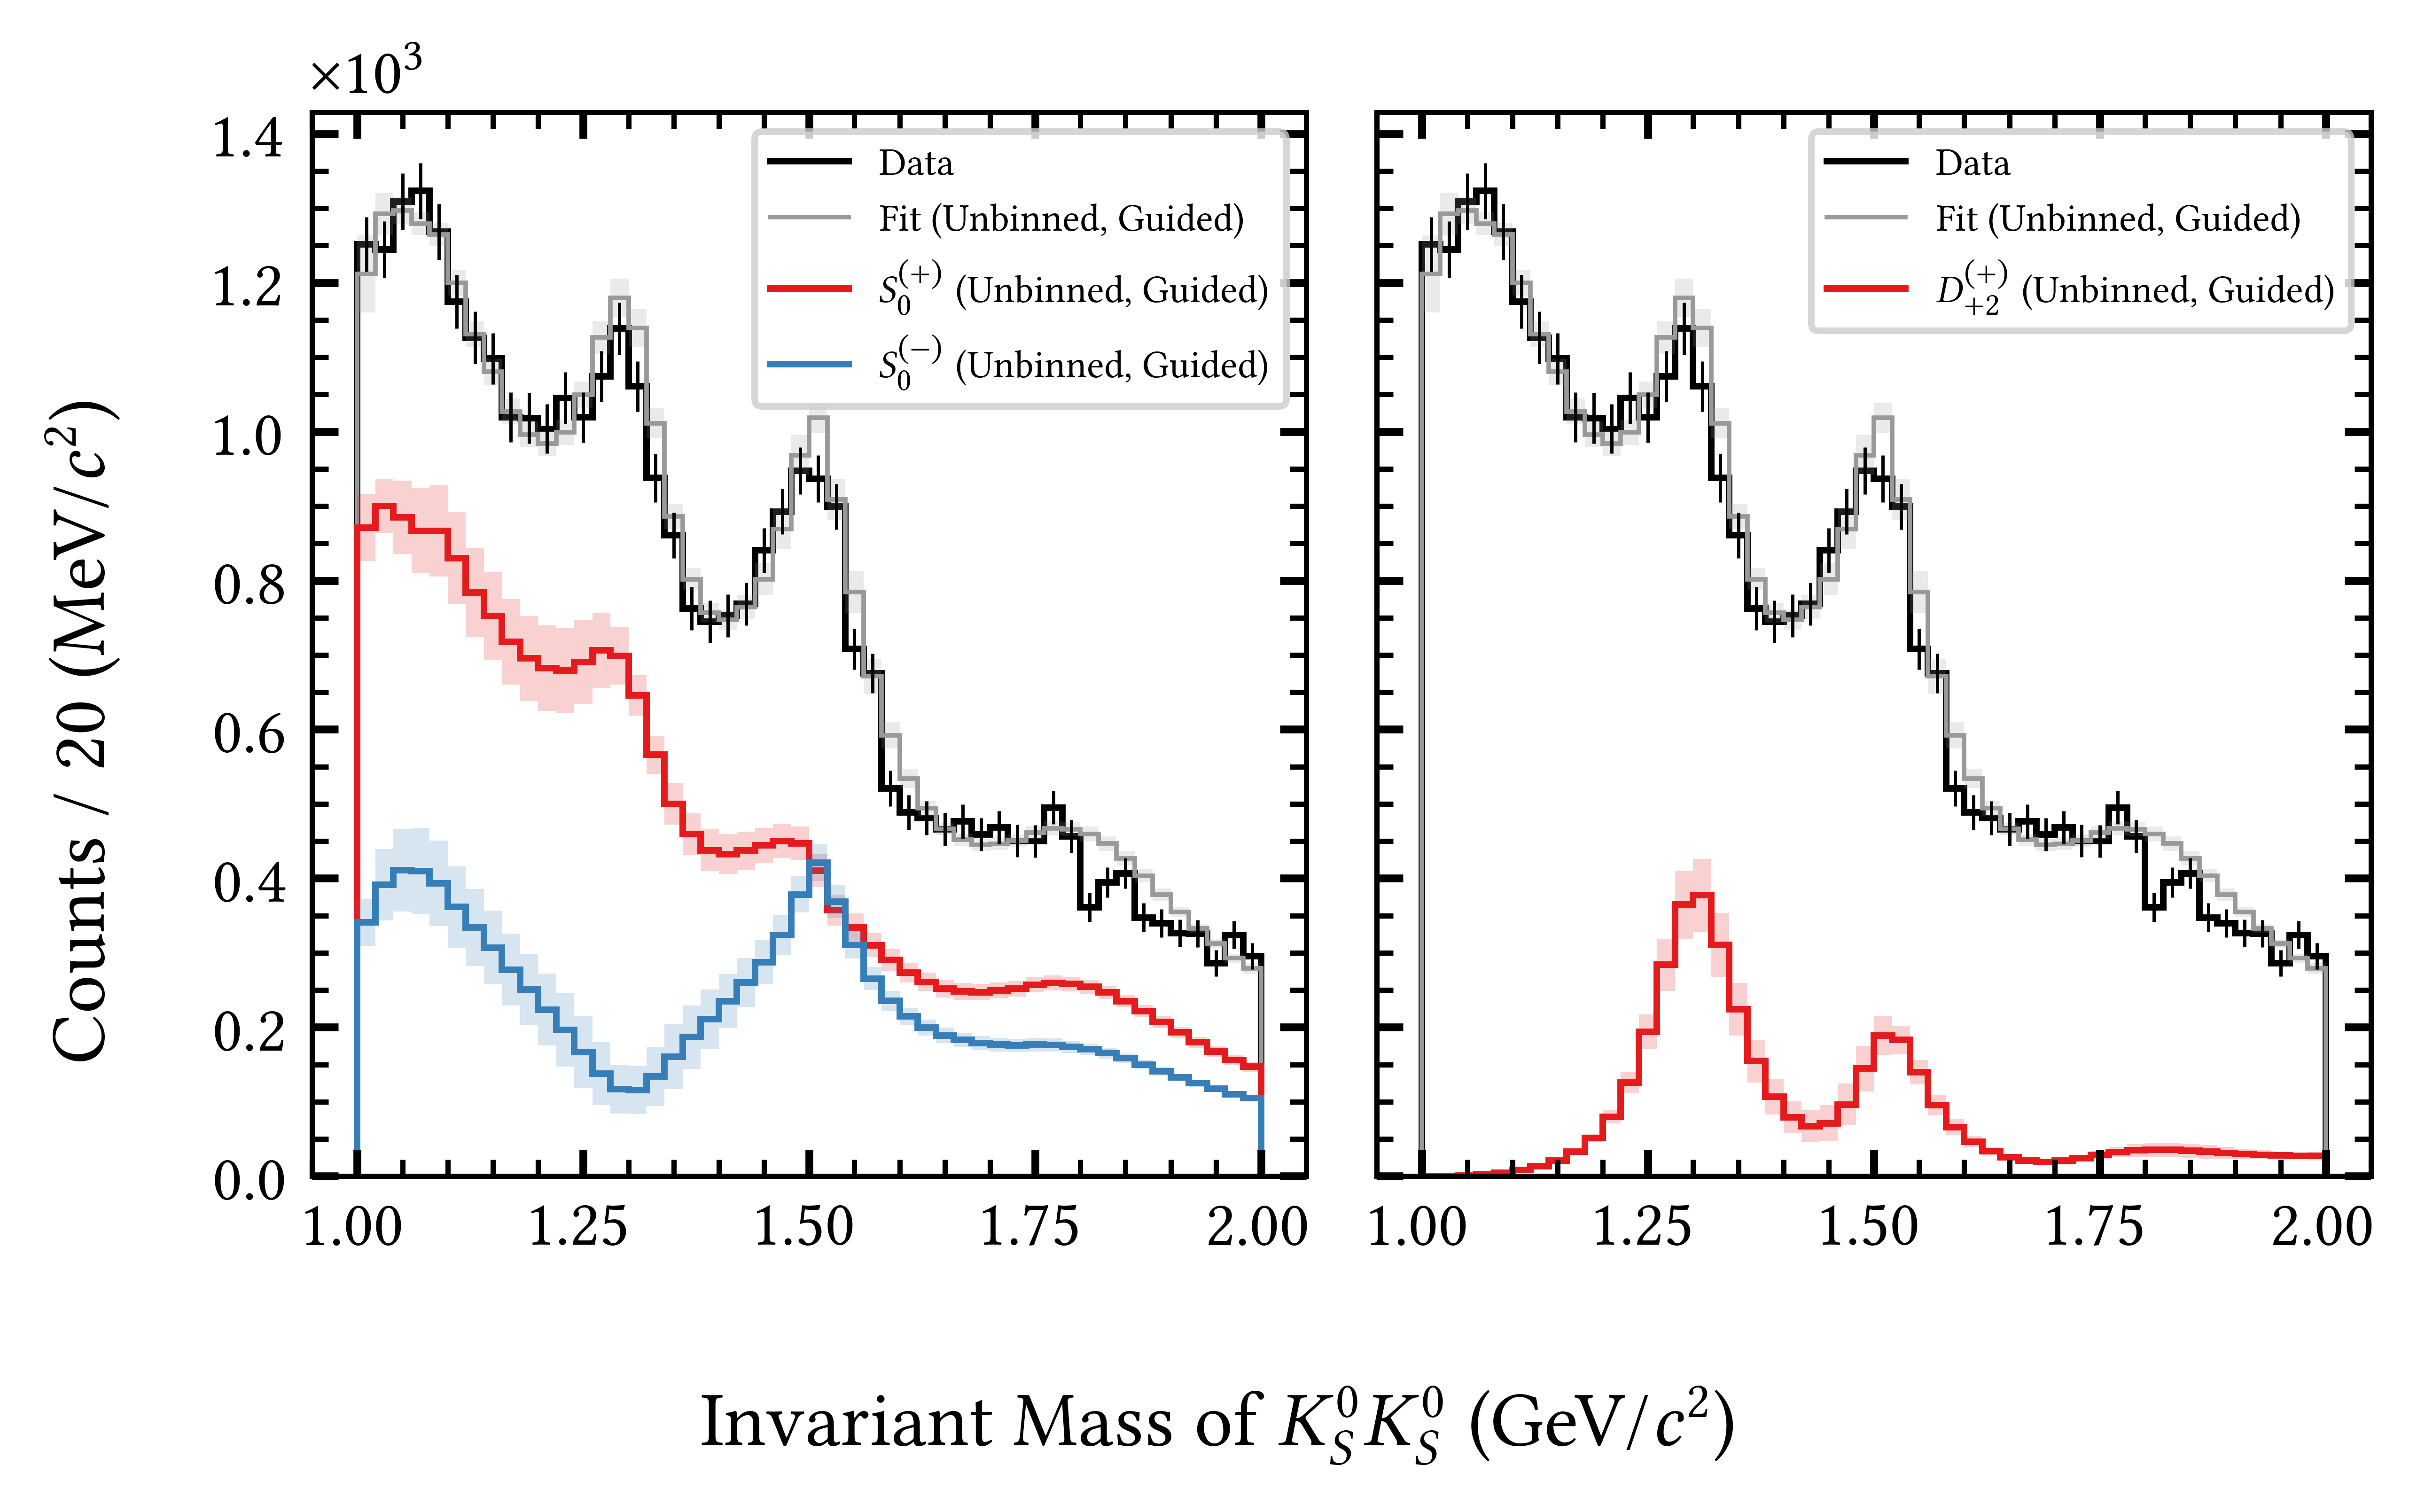 ×10³
1.4
1.2
1.0
0.8
0.6
0.4
0.2
0.0
Counts / 20 (MeV/c²)
Data
Fit (Unbinned, Guided)
S₀⁽⁺⁾ (Unbinned, Guided)
S₀⁽⁻⁾ (Unbinned, Guided)
1.00 1.25 1.50 1.75 2.00
Data
Fit (Unbinned, Guided)
D₊₂⁽⁺⁾ (Unbinned, Guided)
1.00 1.25 1.50 1.75 2.00
Invariant Mass of K_S⁰K_S⁰ (GeV/c²)